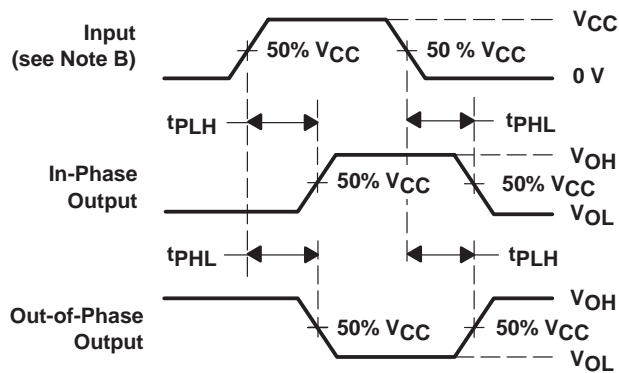 Input
(see Note B)
50% VCC
50 % VCC
VCC
0 V
tPLH
tPHL
In-Phase
Output
50% VCC
50% VCC
VOH
VOL
tPHL
tPLH
Out-of-Phase
Output
50% VCC
50% VCC
VOH
VOL